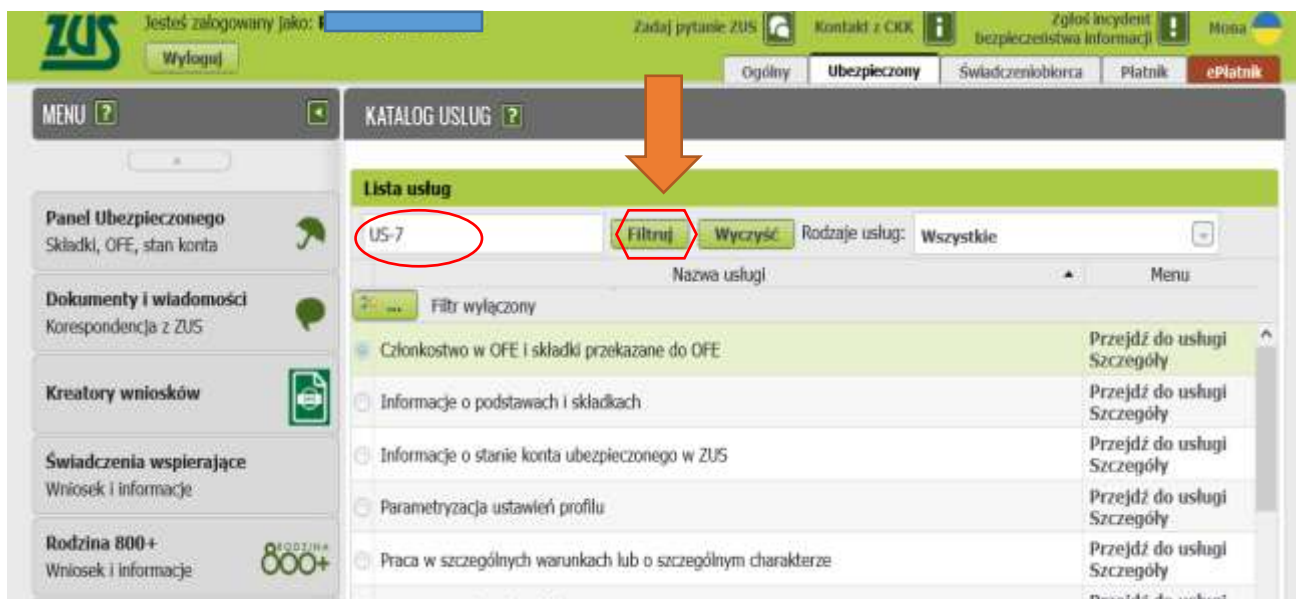 ZUS
Jesteś zalogowany jako:
Wyloguj
Zadaj pytanie ZUS
Kontakt z CKK
Zgłoś incydent
bezpieczeństwa informacji
Mowa
Ogólny Ubezpieczony Świadczeniobiorca Płatnik ePłatnik
MENU ?
KATALOG USLUG ?
Lista usług
US-7 Filtruj Wyczyść Rodzaje usług: Wszystkie
Nazwa usługi Menu
... Filtr wyłączony
Członkostwo w OFE i składki przekazane do OFE
Przejdź do usługi
Szczegóły
Informacje o podstawach i składkach
Przejdź do usługi
Szczegóły
Informacje o stanie konta ubezpieczonego w ZUS
Przejdź do usługi
Szczegóły
Parametryzacja ustawień profilu
Przejdź do usługi
Szczegóły
Praca w szczególnych warunkach lub o szczególnym charakterze
Przejdź do usługi
Szczegóły
Panel Ubezpieczonego
Składki, OFE, stan konta
Dokumenty i wiadomości
Korespondencja z ZUS
Kreatory wniosków
Świadczenia wspierające
Wniosek i informacje
Rodzina 800+
Wniosek i informacje
RODZINA
800+